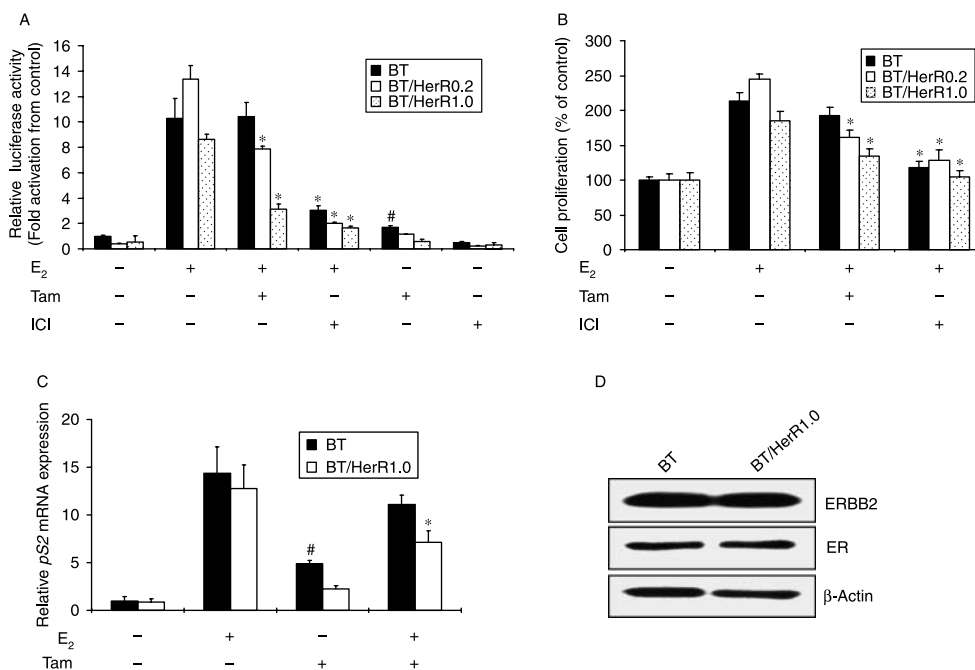 A
Relative luciferase activity
(Fold activation from control)
16
14
12
10
8
6
4
2
0
BT
BT/HerR0.2
BT/HerR1.0
* * * * * #
E2 – + + + – –
Tam – – + – + –
ICI – – – + – +
B
Cell proliferation (% of control)
300
250
200
150
100
50
0
BT
BT/HerR0.2
BT/HerR1.0
* * * * *
E2 – + + +
Tam – – + –
ICI – – – +
C
Relative pS2 mRNA expression
20
15
10
5
0
BT
BT/HerR1.0
# *
E2 – + – +
Tam – – + +
D
BT BT/HerR1.0
ERBB2
ER
β-Actin